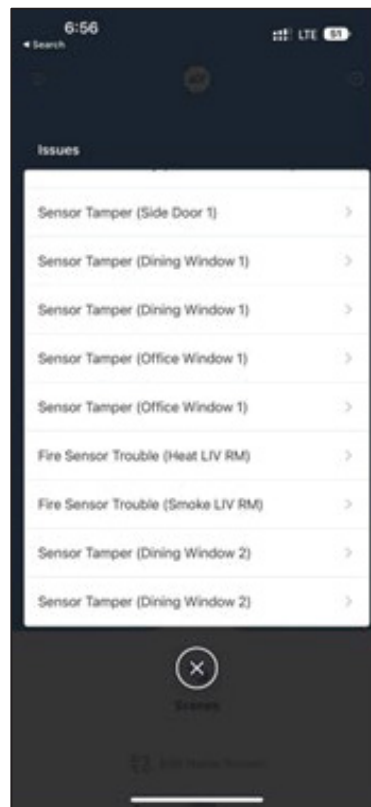 6:56
LTE 51
Search
Issues
Sensor Tamper (Side Door 1)
Sensor Tamper (Dining Window 1)
Sensor Tamper (Dining Window 1)
Sensor Tamper (Office Window 1)
Sensor Tamper (Office Window 1)
Fire Sensor Trouble (Heat LIV RM)
Fire Sensor Trouble (Smoke LIV RM)
Sensor Tamper (Dining Window 2)
Sensor Tamper (Dining Window 2)
Scenes